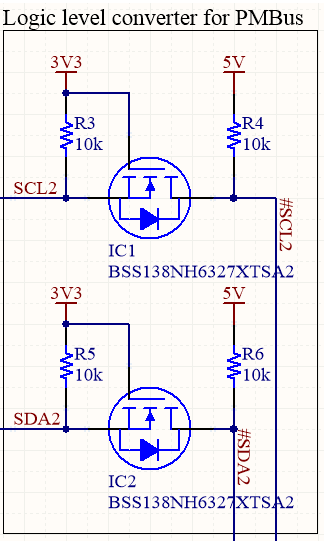 Logic level converter for PMBus
3V3
5V
R3
10k
R4
10k
SCL2
#SCL2
IC1
BSS138NH6327XTSA2
3V3
5V
R5
10k
R6
10k
SDA2
#SDA2
IC2
BSS138NH6327XTSA2